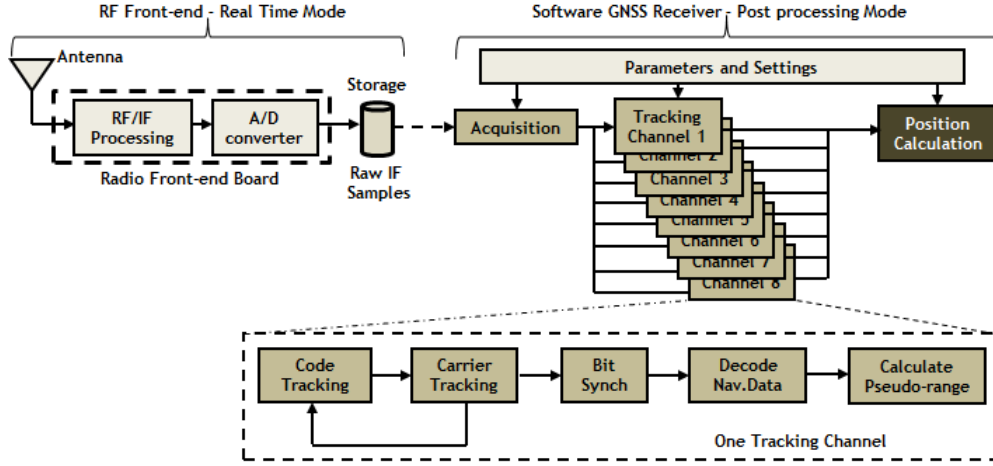 RF Front-end - Real Time Mode
Software GNSS Receiver - Post processing Mode
Antenna
RF/IF
Processing
A/D
converter
Radio Front-end Board
Storage
Raw IF
Samples
Parameters and Settings
Acquisition
Tracking
Channel 1
Channel 2
Channel 3
Channel 4
Channel 5
Channel 6
Channel 7
Channel 8
Position
Calculation
Code
Tracking
Carrier
Tracking
Bit
Synch
Decode
Nav.Data
Calculate
Pseudo-range
One Tracking Channel